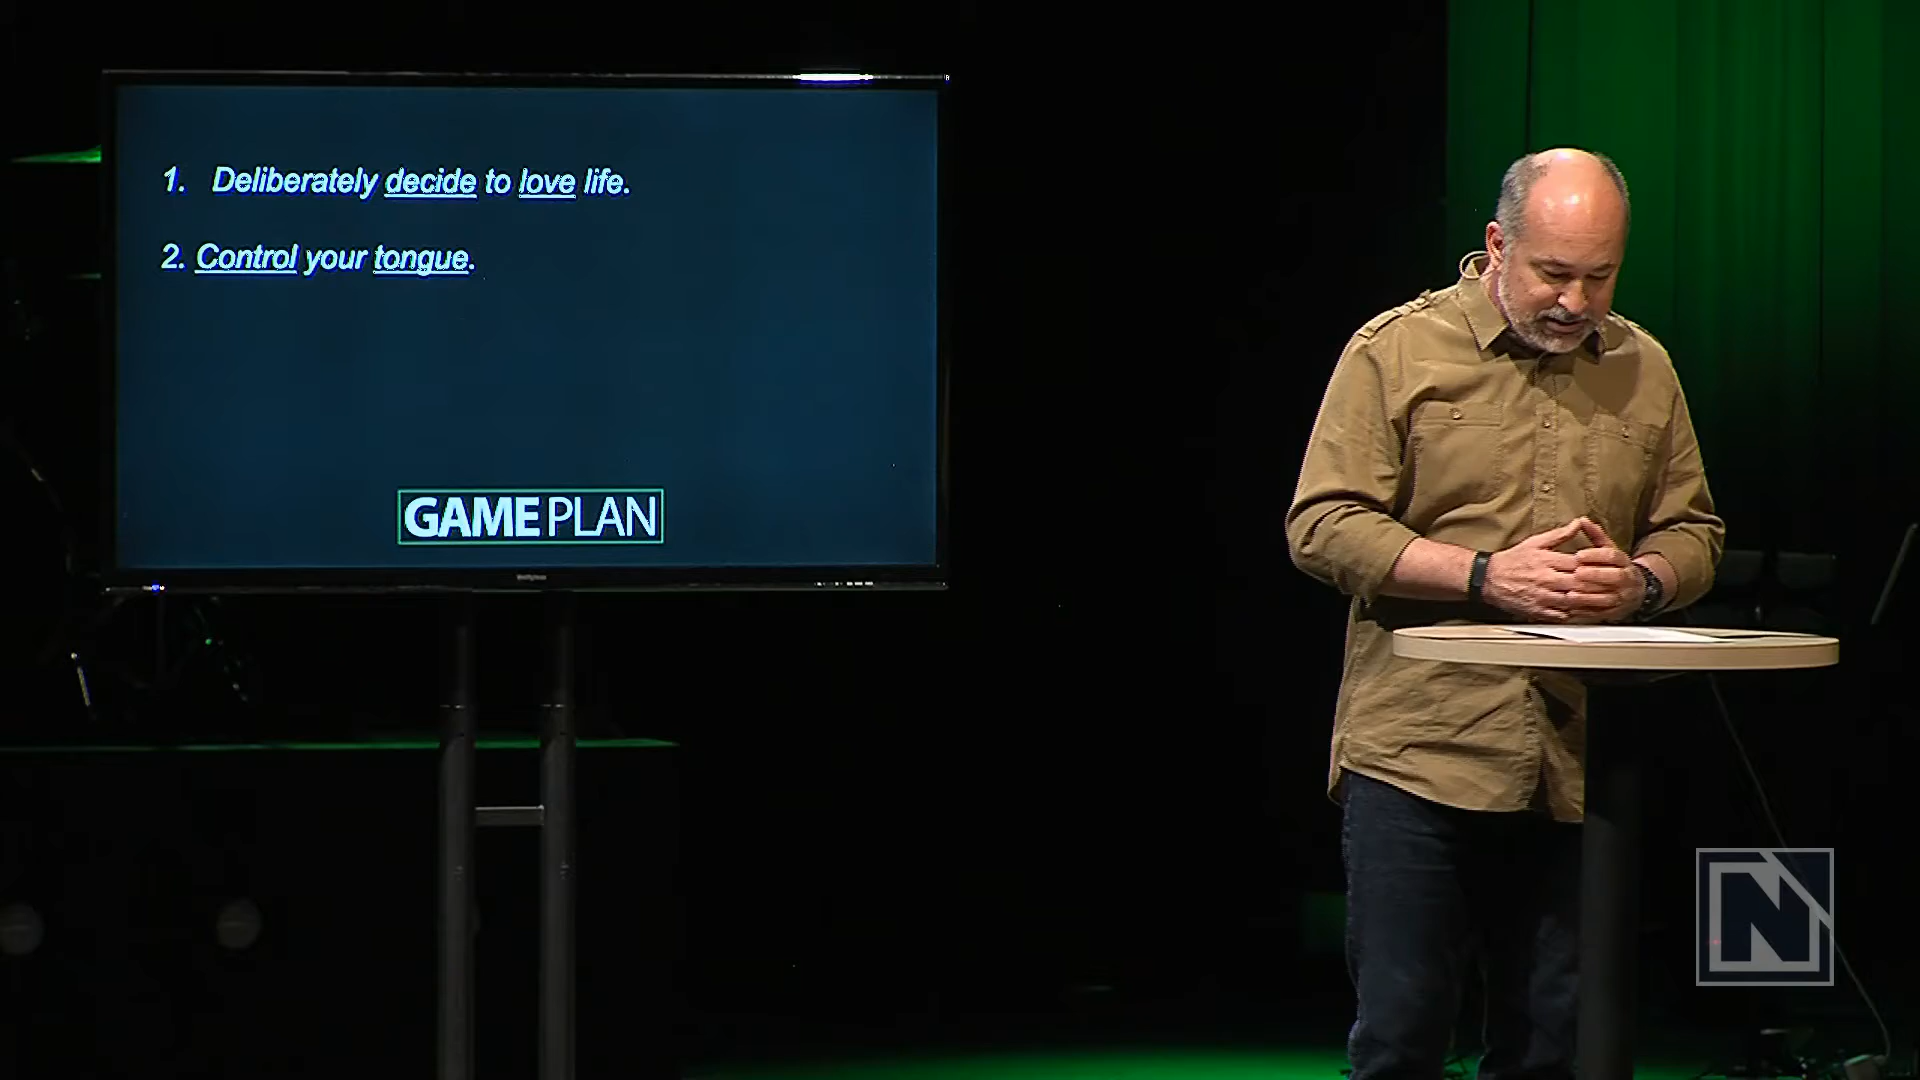 1. Deliberately decide to love life.
2. Control your tongue.
GAME PLAN
N